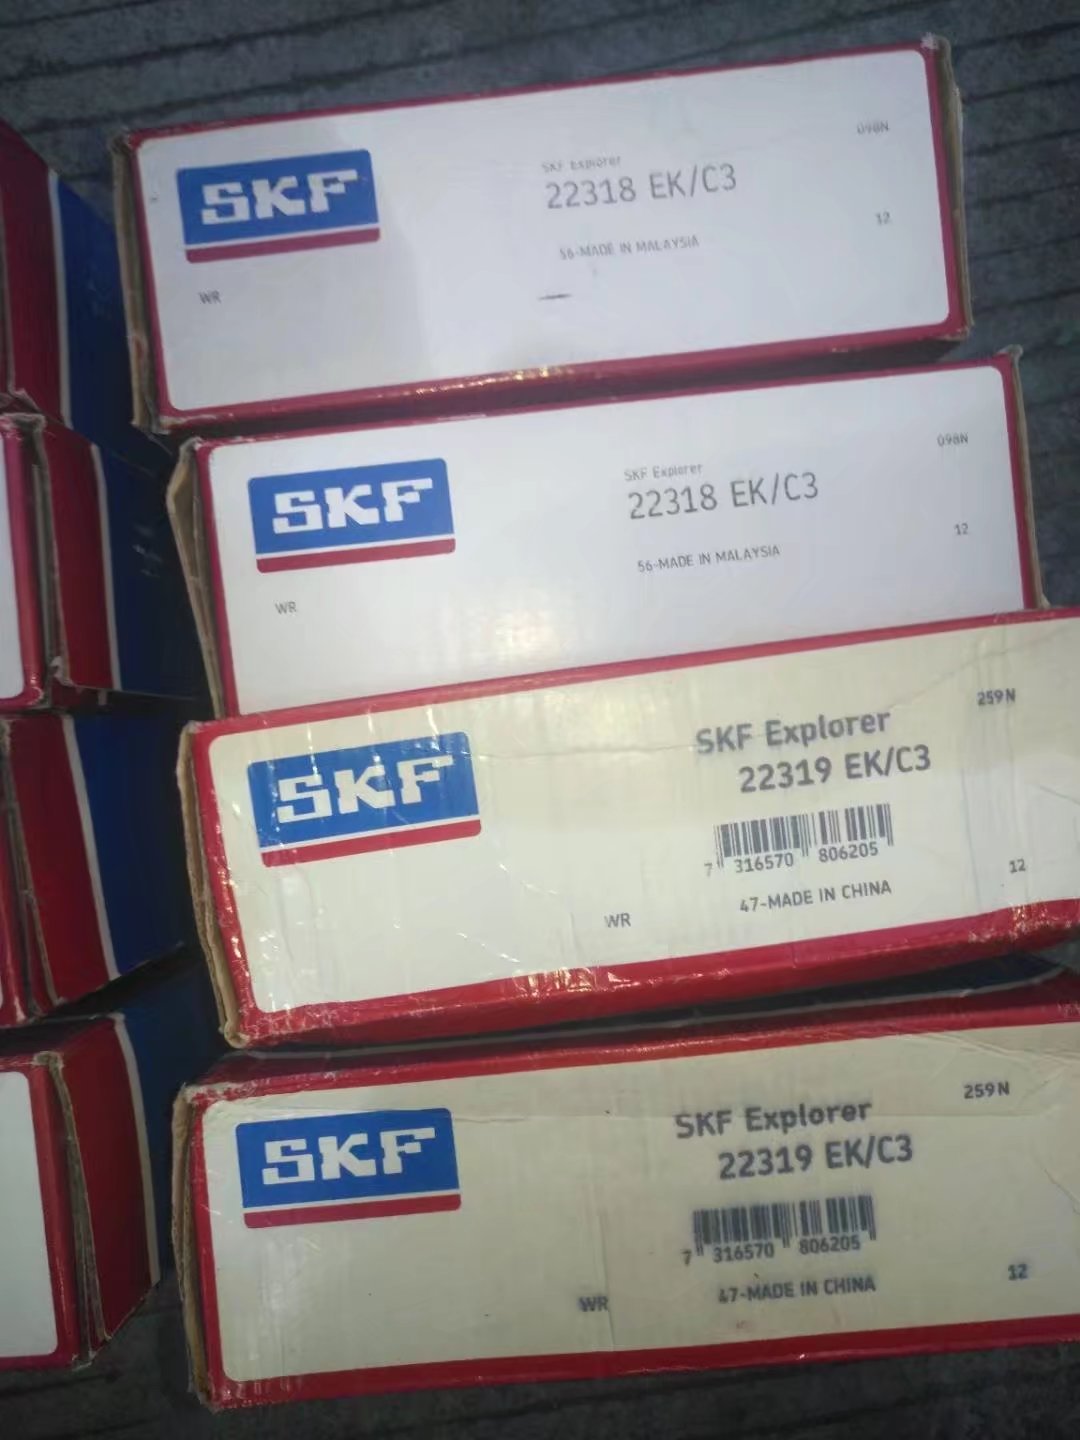 SKF
SKF Explorer
098N
22318 EK/C3
12
56-MADE IN MALAYSIA
WR
SKF
SKF Explorer
098N
22318 EK/C3
12
56-MADE IN MALAYSIA
WR
SKF
SKF Explorer
259N
22319 EK/C3
7 316570 806205
12
47-MADE IN CHINA
WR
SKF
SKF Explorer
259N
22319 EK/C3
7 316570 806205
12
47-MADE IN CHINA
WR